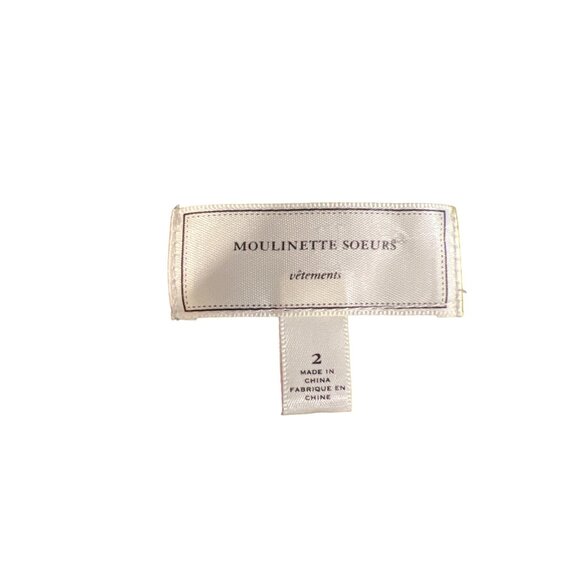 MOULINETTE SOEURS
vêtements
2
MADE IN
CHINA
FABRIQUE EN
CHINE